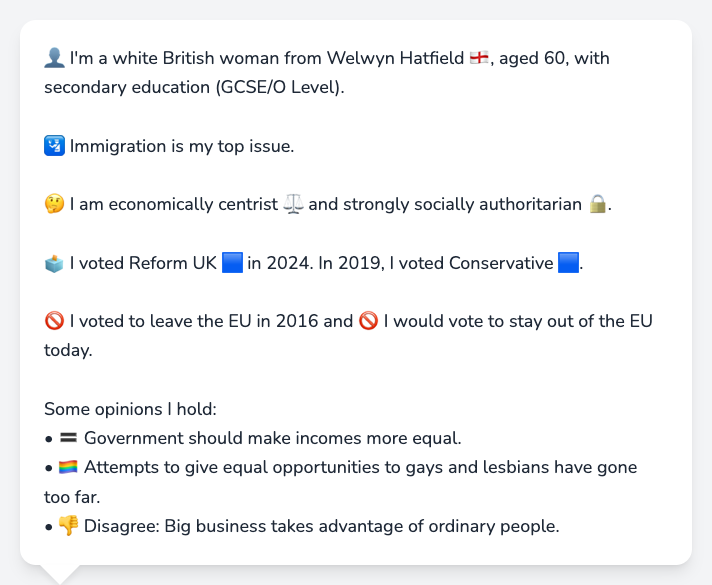 👤 I'm a white British woman from Welwyn Hatfield 🏴󠁧󠁢󠁥󠁮󠁧󠁿, aged 60, with
secondary education (GCSE/O Level).
🛂 Immigration is my top issue.
🤔 I am economically centrist ⚖️ and strongly socially authoritarian 🔒.
🗳️ I voted Reform UK 🟦 in 2024. In 2019, I voted Conservative 🟦.
🚫 I voted to leave the EU in 2016 and 🚫 I would vote to stay out of the EU
today.
Some opinions I hold:
• 🟰 Government should make incomes more equal.
• 🏳️‍🌈 Attempts to give equal opportunities to gays and lesbians have gone
too far.
• 👎 Disagree: Big business takes advantage of ordinary people.